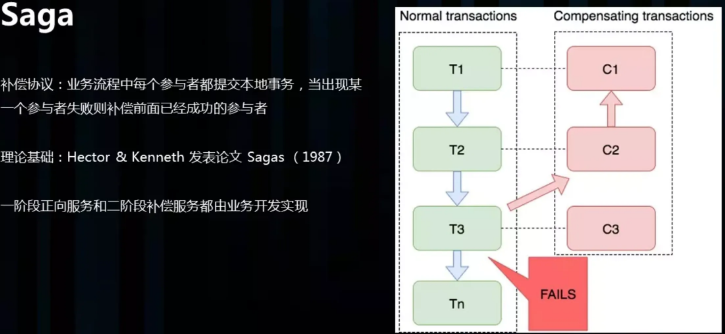 Saga
补偿协议：业务流程中每个参与者都提交本地事务，当出现某
一个参与者失败则补偿前面已经成功的参与者
理论基础：Hector & Kenneth 发表论文 Sagas （1987）
一阶段正向服务和二阶段补偿服务都由业务开发实现
Normal transactions
Compensating transactions
T1
C1
T2
C2
T3
C3
Tn
FAILS